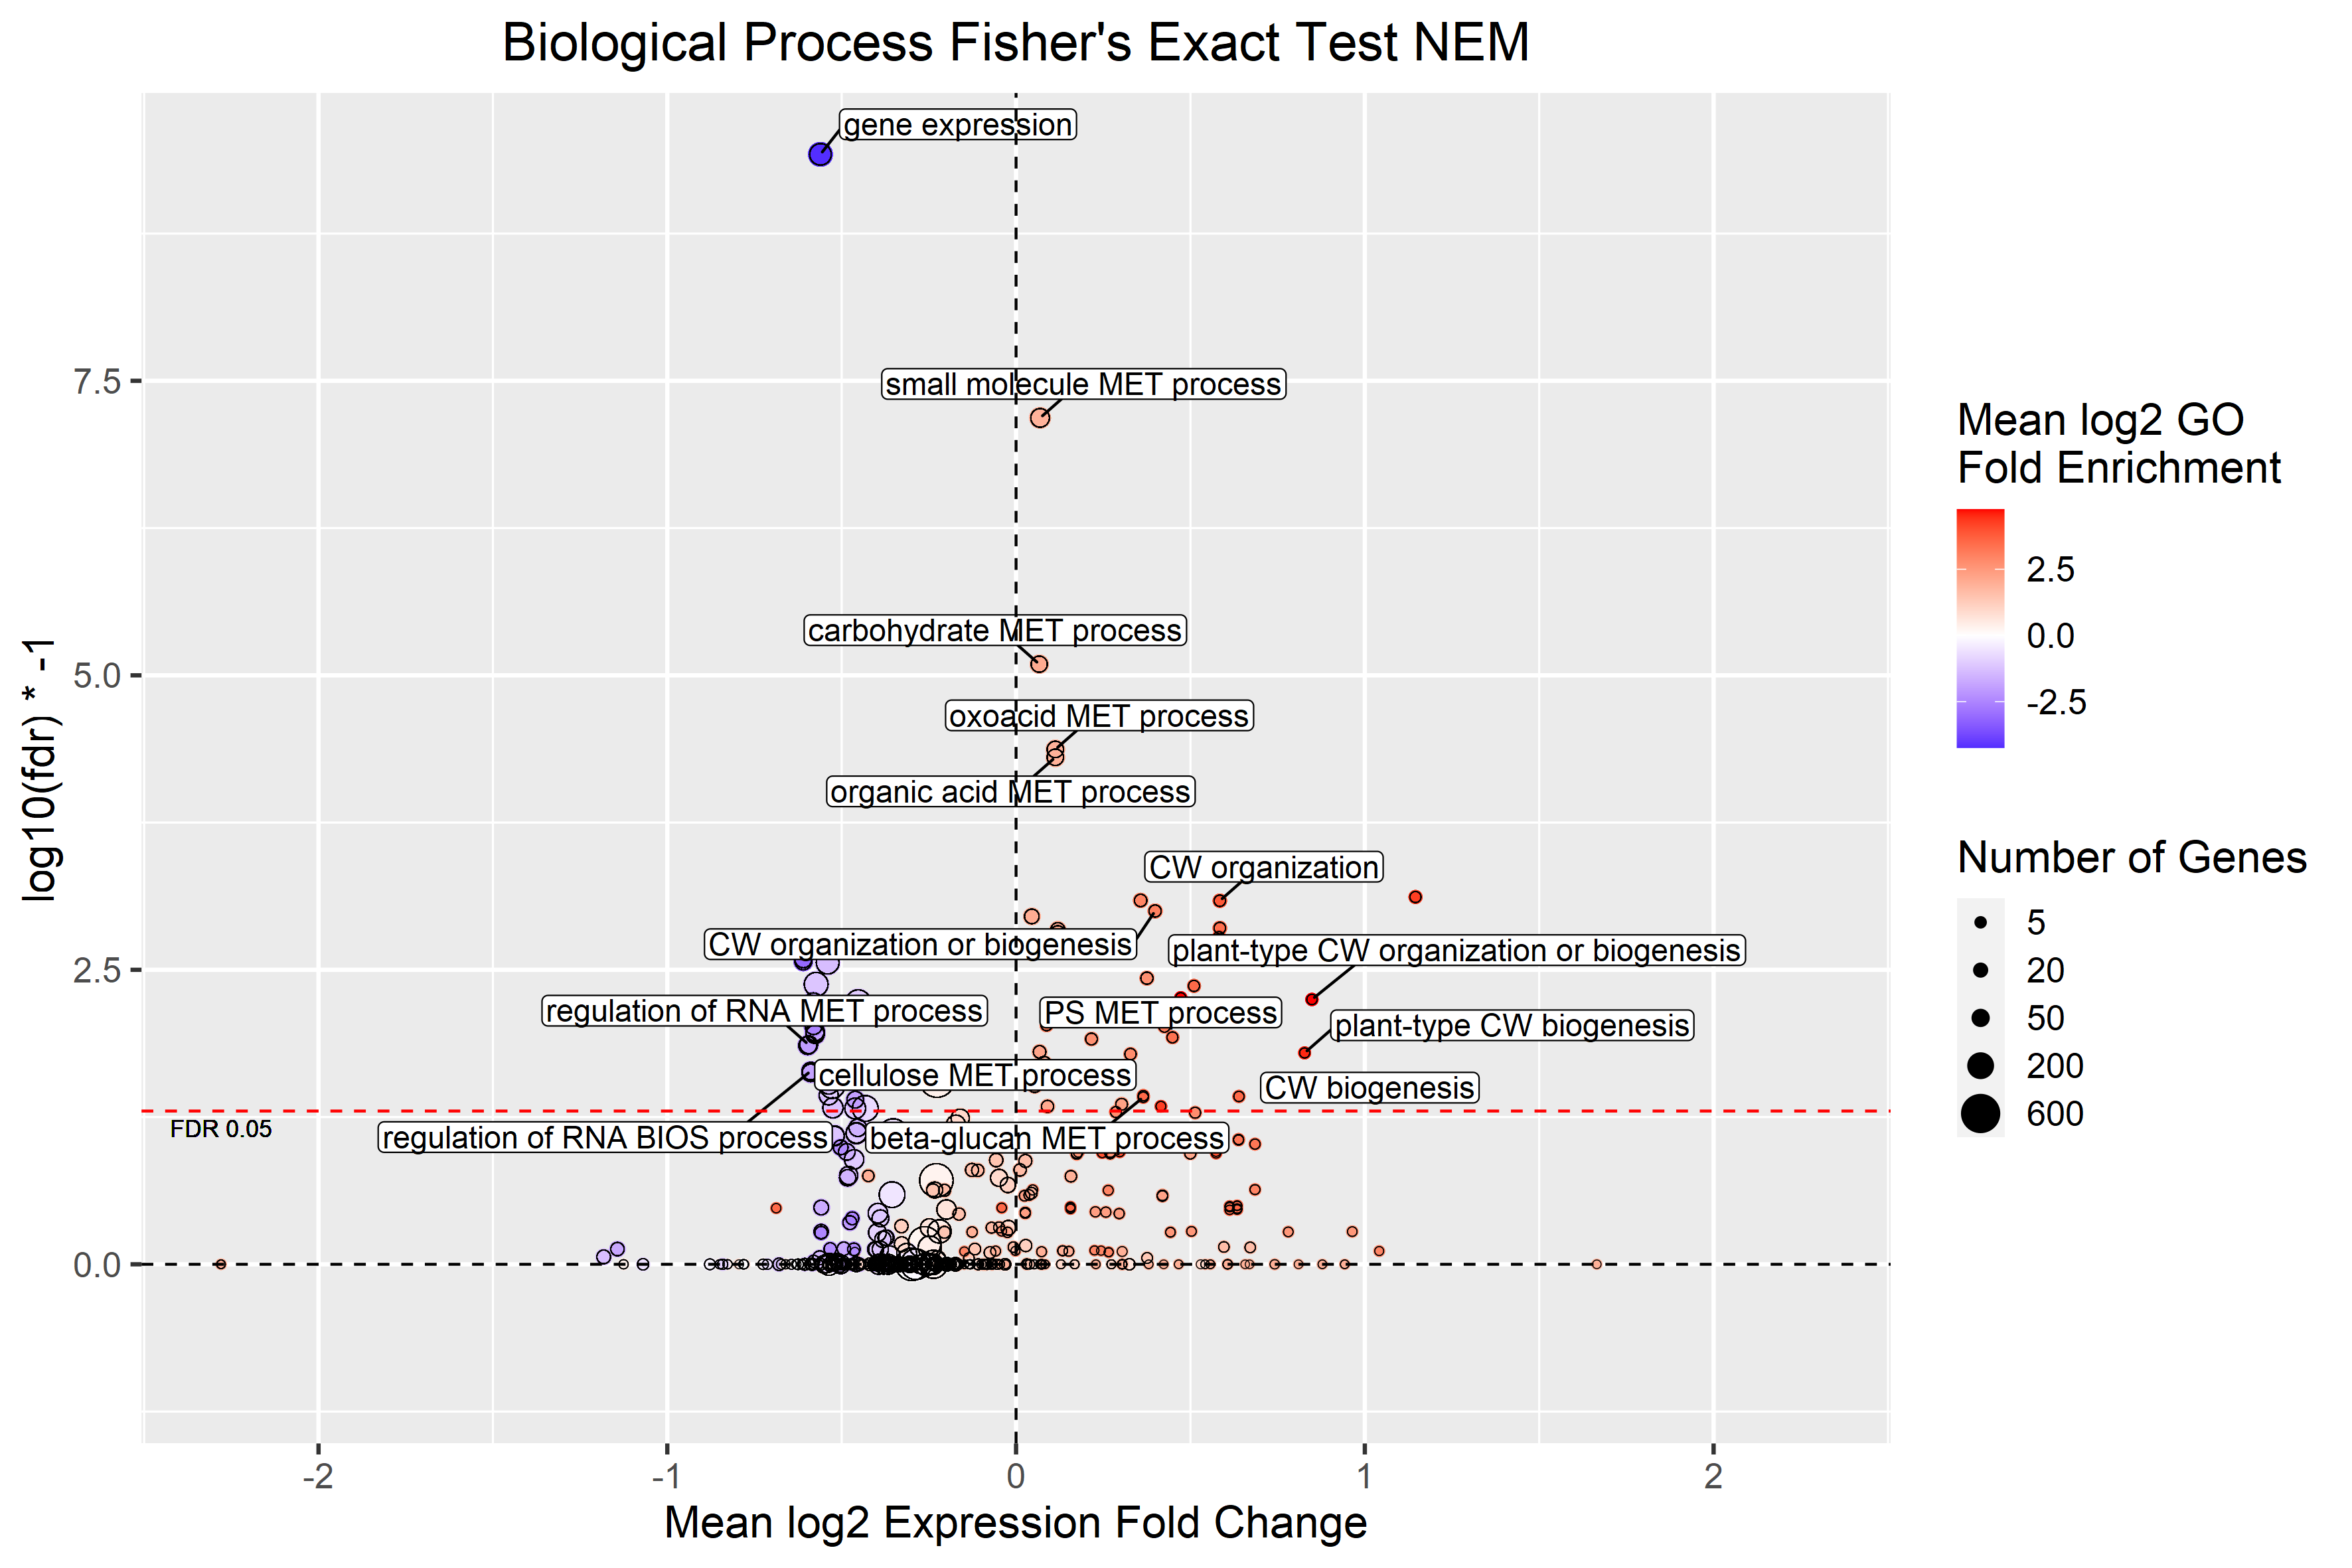 Biological Process Fisher's Exact Test NEM
gene expression
small molecule MET process
carbohydrate MET process
oxoacid MET process
organic acid MET process
CW organization
CW organization or biogenesis
plant-type CW organization or biogenesis
regulation of RNA MET process
PS MET process
plant-type CW biogenesis
cellulose MET process
CW biogenesis
FDR 0.05
regulation of RNA BIOS process
beta-glucan MET process
7.5
5.0
2.5
0.0
log10(fdr) * -1
-2
-1
0
1
2
Mean log2 Expression Fold Change
Mean log2 GO
Fold Enrichment
2.5
0.0
-2.5
Number of Genes
5
20
50
200
600